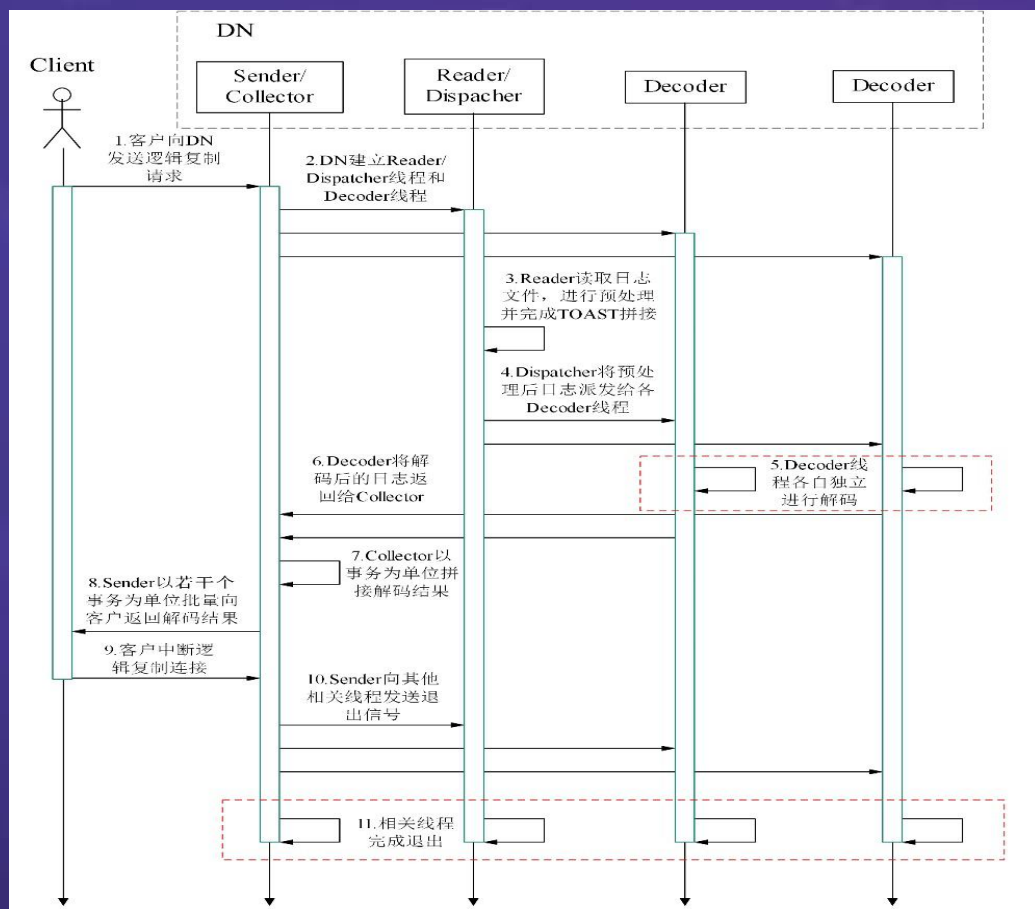 DN
Client
Sender/
Collector
Reader/
Dispacher
Decoder
Decoder
1.客户向DN
发送逻辑复制
请求
2.DN建立Reader/
Dispatcher线程和
Decoder线程
3.Reader读取日志
文件，进行预处理
并完成TOAST拼接
4.Dispatcher将预处
理后日志派发给各
Decoder线程
5.Decoder线
程各自独立
进行解码
6.Decoder将解
码后的日志返
回给Collector
7.Collector以
事务为单位拼
接解码结果
8.Sender以若干个
事务为单位批量向
客户返回解码结果
9.客户中断逻
辑复制连接
10.Sender向其他
相关线程发送退
出信号
11.相关线程
完成退出